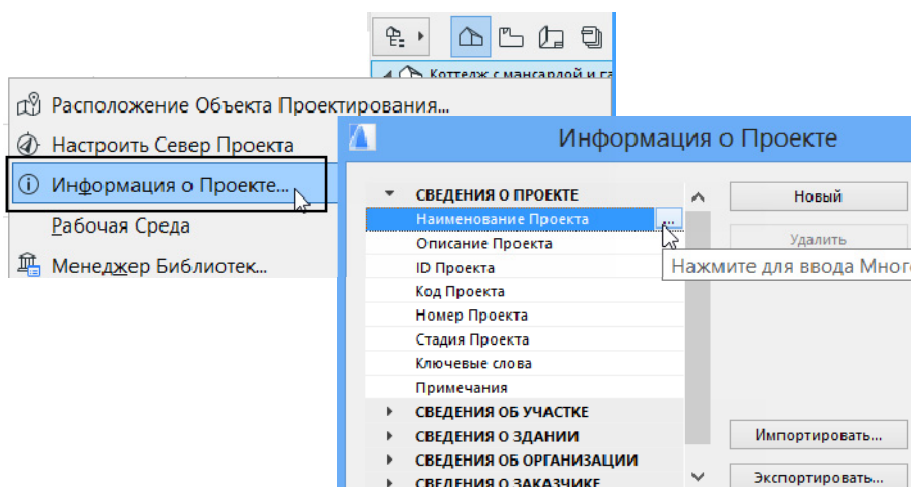 Коттедж с мансардой и га
Расположение Объекта Проектирования...
Настроить Север Проекта
Информация о Проекте...
Рабочая Среда
Менеджер Библиотек...
Информация о Проекте
СВЕДЕНИЯ О ПРОЕКТЕ
Наименование Проекта
...
Описание Проекта
ID Проекта
Код Проекта
Номер Проекта
Стадия Проекта
Ключевые слова
Примечания
СВЕДЕНИЯ ОБ УЧАСТКЕ
СВЕДЕНИЯ О ЗДАНИИ
СВЕДЕНИЯ ОБ ОРГАНИЗАЦИИ
СВЕДЕНИЯ О ЗАКАЗЧИКЕ
Новый
Удалить
Нажмите для ввода Мног
Импортировать...
Экспортировать...